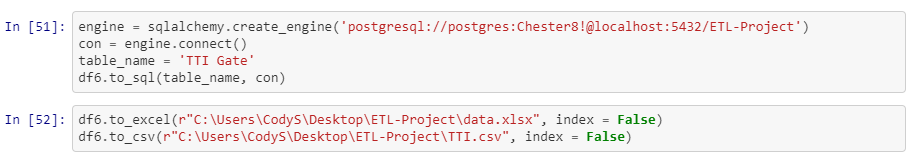 In [51]: engine = sqlalchemy.create_engine('postgresql://postgres:Chester8!@localhost:5432/ETL-Project')
con = engine.connect()
table_name = 'TTI Gate'
df6.to_sql(table_name, con)
In [52]: df6.to_excel(r"C:\Users\CodyS\Desktop\ETL-Project\data.xlsx", index = False)
df6.to_csv(r"C:\Users\CodyS\Desktop\ETL-Project\TTI.csv", index = False)